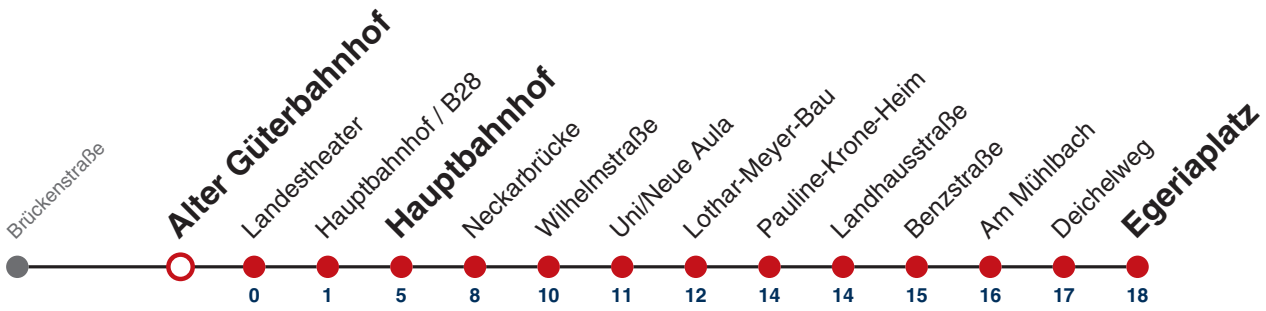 Brückenstraße
Alter Güterbahnhof
Landestheater
Hauptbahnhof / B28
Hauptbahnhof
Neckarbrücke
Wilhelmstraße
Uni/Neue Aula
Lothar-Meyer-Bau
Pauline-Krone-Heim
Landhausstraße
Benzstraße
Am Mühlbach
Deichelweg
Egeriaplatz
0 1 5 8 10 11 12 14 14 15 16 17 18